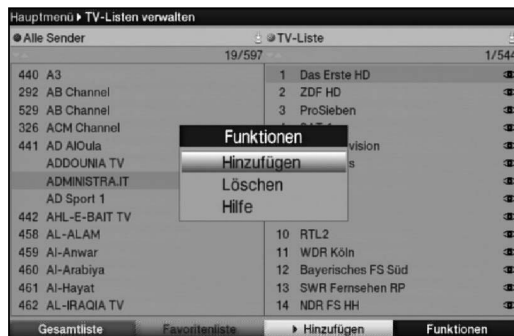 Hauptmenü ▸ TV-Listen verwalten
Alle Sender
19/597
440 A3
292 AB Channel
529 AB Channel
326 ACM Channel
441 AD AlOula
ADDOUNIA TV
ADMINISTRA.IT
AD Sport 1
442 AHL-E-BAIT TV
458 AL-ALAM
459 Al-Anwar
460 Al-Arabiya
461 Al-Hayat
462 AL-IRAQIA TV
TV-Liste
1/544
1 Das Erste HD
2 ZDF HD
3 ProSieben
10 RTL2
11 WDR Köln
12 Bayerisches FS Süd
13 SWR Fernsehen RP
14 NDR FS HH
Funktionen
Hinzufügen
Löschen
Hilfe
Gesamtliste
Favoritenliste
▸ Hinzufügen
Funktionen